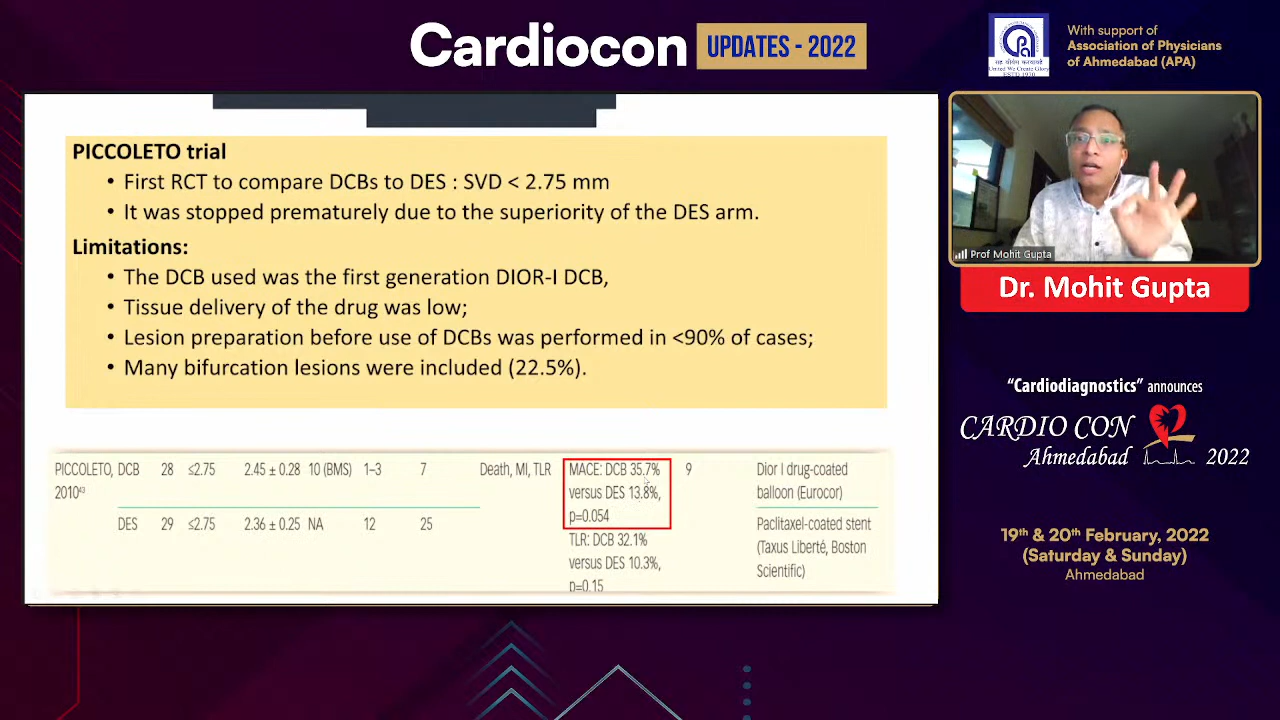 Cardiocon UPDATES - 2022
With support of
Association of Physicians
of Ahmedabad (APA)
ESTD 1970
PICCOLETO trial
• First RCT to compare DCBs to DES : SVD < 2.75 mm
• It was stopped prematurely due to the superiority of the DES arm.
Limitations:
• The DCB used was the first generation DIOR-I DCB,
• Tissue delivery of the drug was low;
• Lesion preparation before use of DCBs was performed in <90% of cases;
• Many bifurcation lesions were included (22.5%).
PICCOLETO, DCB 28 ≤2.75 2.45 ± 0.28 10 (BMS) 1–3 7 Death, MI, TLR MACE: DCB 35.7% 9 Dior I drug-coated
2010⁴³ versus DES 13.8%, balloon (Eurocor)
p=0.054
DES 29 ≤2.75 2.36 ± 0.25 NA 12 25 Paclitaxel-coated stent
TLR: DCB 32.1% (Taxus Liberté, Boston
versus DES 10.3%, Scientific)
p=0.15
Prof Mohit Gupta
Dr. Mohit Gupta
“Cardiodiagnostics” announces
CARDIO CON
Ahmedabad 2022
19th & 20th February, 2022
(Saturday & Sunday)
Ahmedabad